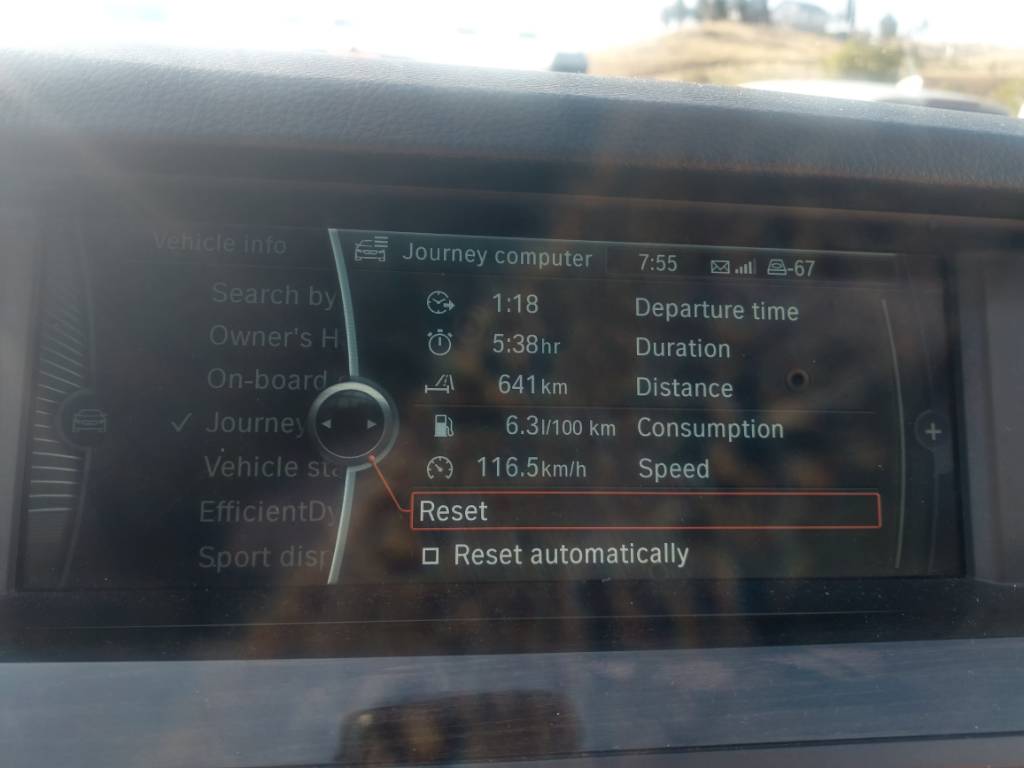 Vehicle info
Journey computer 7:55 -67
Search by
Owner's H
On-board
✓ Journey
Vehicle sta
EfficientDy
Sport disp
1:18 Departure time
5:38hr Duration
641km Distance
6.3l/100 km Consumption
116.5km/h Speed
Reset
Reset automatically